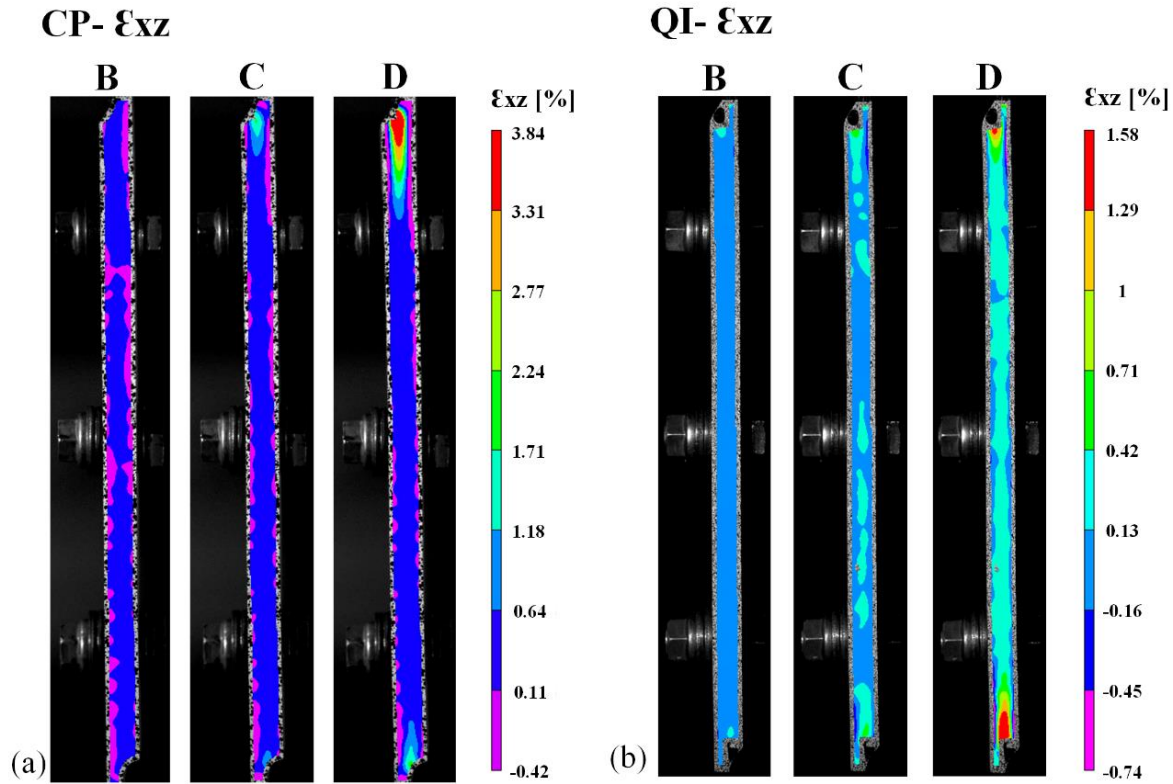 CP- Ɛxz
B C D
Ɛxz [%]
3.84
3.31
2.77
2.24
1.71
1.18
0.64
0.11
-0.42
(a)
QI- Ɛxz
B C D
Ɛxz [%]
1.58
1.29
1
0.71
0.42
0.13
-0.16
-0.45
-0.74
(b)